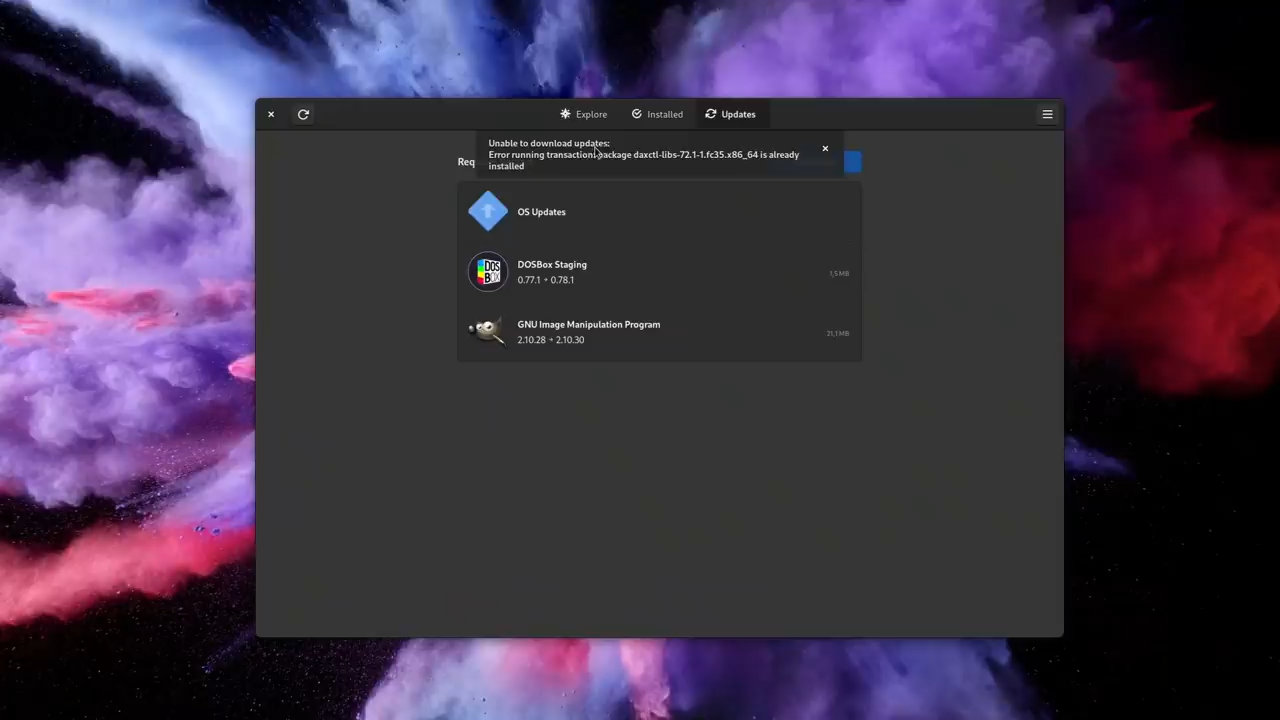 Explore
Installed
Updates
Unable to download updates:
Error running transaction: package daxctl-libs-72.1-1.fc35.x86_64 is already
installed
Req
OS Updates
DOSBox Staging
0.77.1 → 0.78.1
1,5 MB
GNU Image Manipulation Program
2.10.28 → 2.10.30
21,1 MB
DOS
BOX